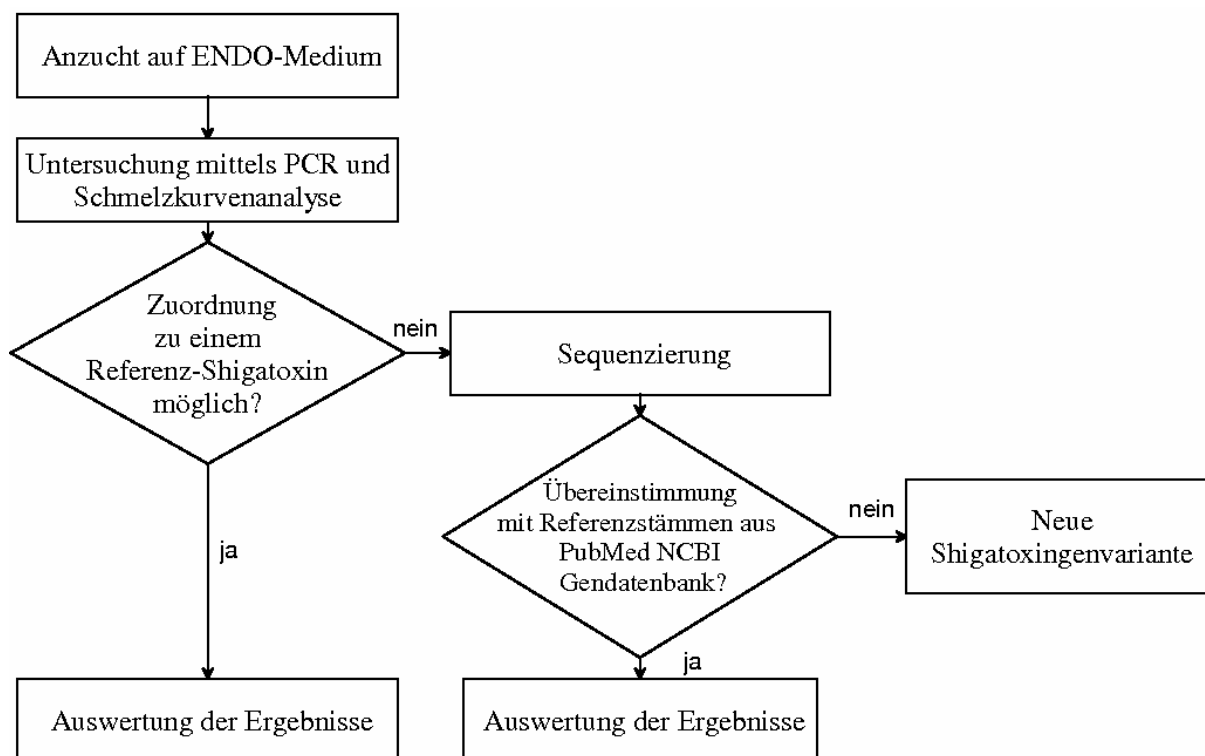 Anzucht auf ENDO-Medium
Untersuchung mittels PCR und
Schmelzkurvenanalyse
Zuordnung
zu einem
Referenz-Shigatoxin
möglich?
nein
Sequenzierung
Übereinstimmung
mit Referenzstämmen aus
PubMed NCBI
Gendatenbank?
nein
Neue
Shigatoxingenvariante
ja
ja
Auswertung der Ergebnisse
Auswertung der Ergebnisse